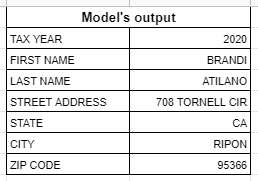 Model's output
TAX YEAR 2020
FIRST NAME BRANDI
LAST NAME ATILANO
STREET ADDRESS 708 TORNELL CIR
STATE CA
CITY RIPON
ZIP CODE 95366